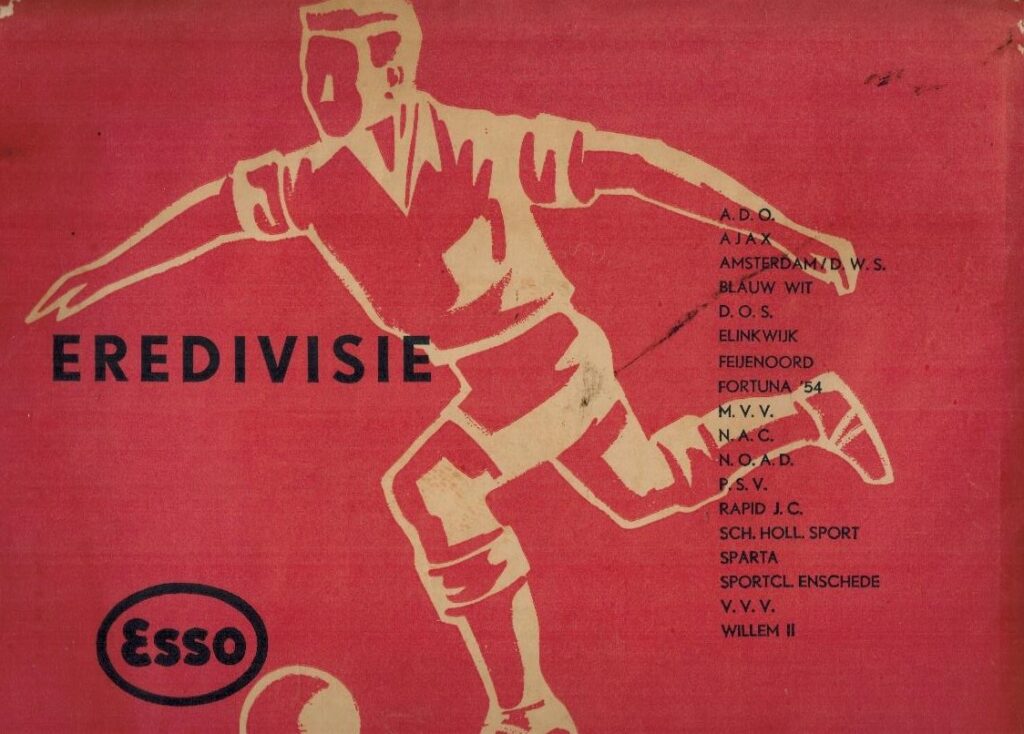 A. D. O.
AJAX
AMSTERDAM/D. W. S.
BLAUW WIT
D. O. S.
ELINKWIJK
FEIJENOORD
FORTUNA '54
M. V. V.
N. A. C.
N. O. A. D.
P. S. V.
RAPID J. C.
SCH. HOLL. SPORT
SPARTA
SPORTCL. ENSCHEDE
V. V. V.
WILLEM II
EREDIVISIE
Esso